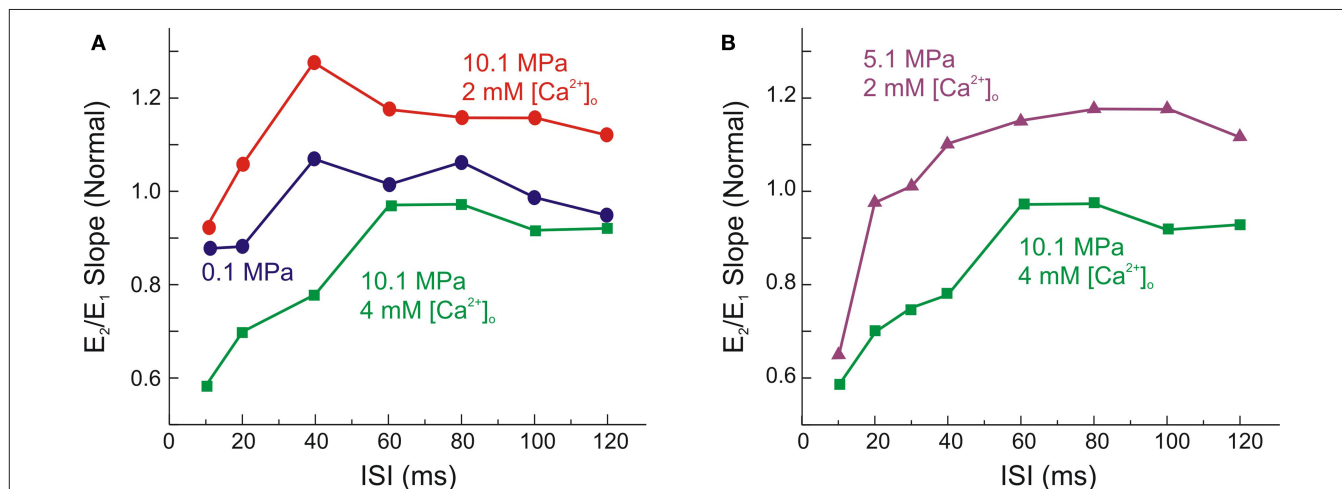 A
10.1 MPa
2 mM [Ca²⁺]ₒ
0.1 MPa
10.1 MPa
4 mM [Ca²⁺]ₒ
E₂/E₁ Slope (Normal)
1.2
1.0
0.8
0.6
0 20 40 60 80 100 120
ISI (ms)
B
5.1 MPa
2 mM [Ca²⁺]ₒ
10.1 MPa
4 mM [Ca²⁺]ₒ
E₂/E₁ Slope (Normal)
1.2
1.0
0.8
0.6
0 20 40 60 80 100 120
ISI (ms)